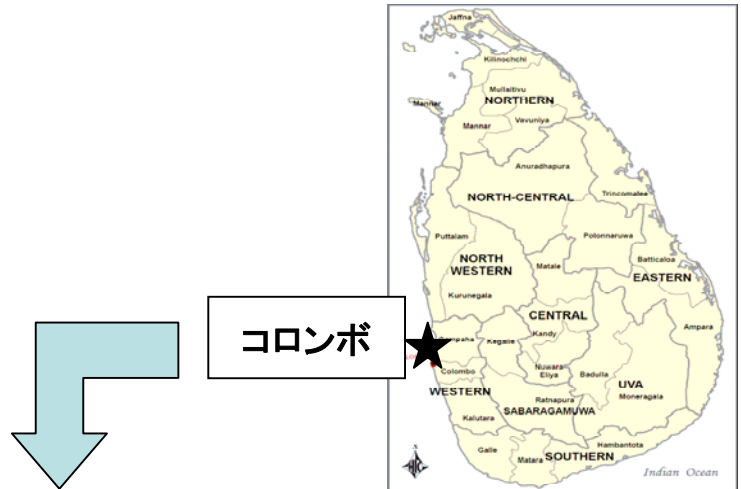 Jaffna
Kilinochchi
Mullaitivu
NORTHERN
Mannar
Mannar
Vavuniya
Anuradhapura
NORTH-CENTRAL
Trincomalee
Puttalam
Polonnaruwa
NORTH
WESTERN
Matale
Batticaloa
EASTERN
Kurunegala
CENTRAL
コロンボ
Kegalle
Kandy
Ampara
Colombo
Nuwara
Eliya
Badulla
WESTERN
UVA
Moneragala
Ratnapura
SABARAGAMUWA
Kalutara
Galle
Matara
SOUTHERN
Hambantota
N
Indian Ocean